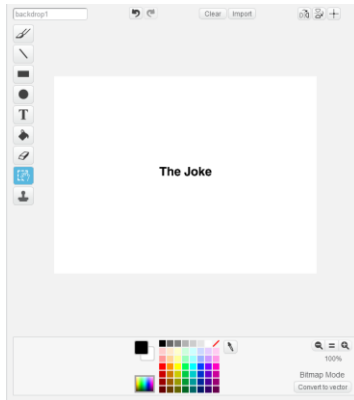 backdrop1
Clear Import
T
The Joke
100%
Bitmap Mode
Convert to vector